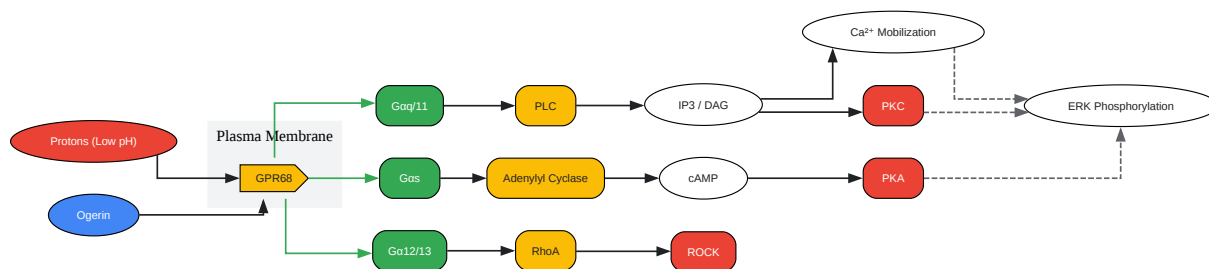 Ca²⁺ Mobilization
Gαq/11
PLC
IP3 / DAG
PKC
ERK Phosphorylation
Protons (Low pH)
Plasma Membrane
GPR68
Gαs
Adenylyl Cyclase
cAMP
PKA
Ogerin
Gα12/13
RhoA
ROCK